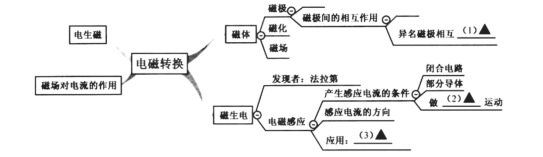 电磁转换
电生磁
磁场对电流的作用
磁体
磁极
磁极间的相互作用
异名磁极相互 (1)▲
磁化
磁场
磁生电
发现者：法拉第
电磁感应
产生感应电流的条件
闭合电路
部分导体
做 (2)▲ 运动
感应电流的方向
应用：(3)▲